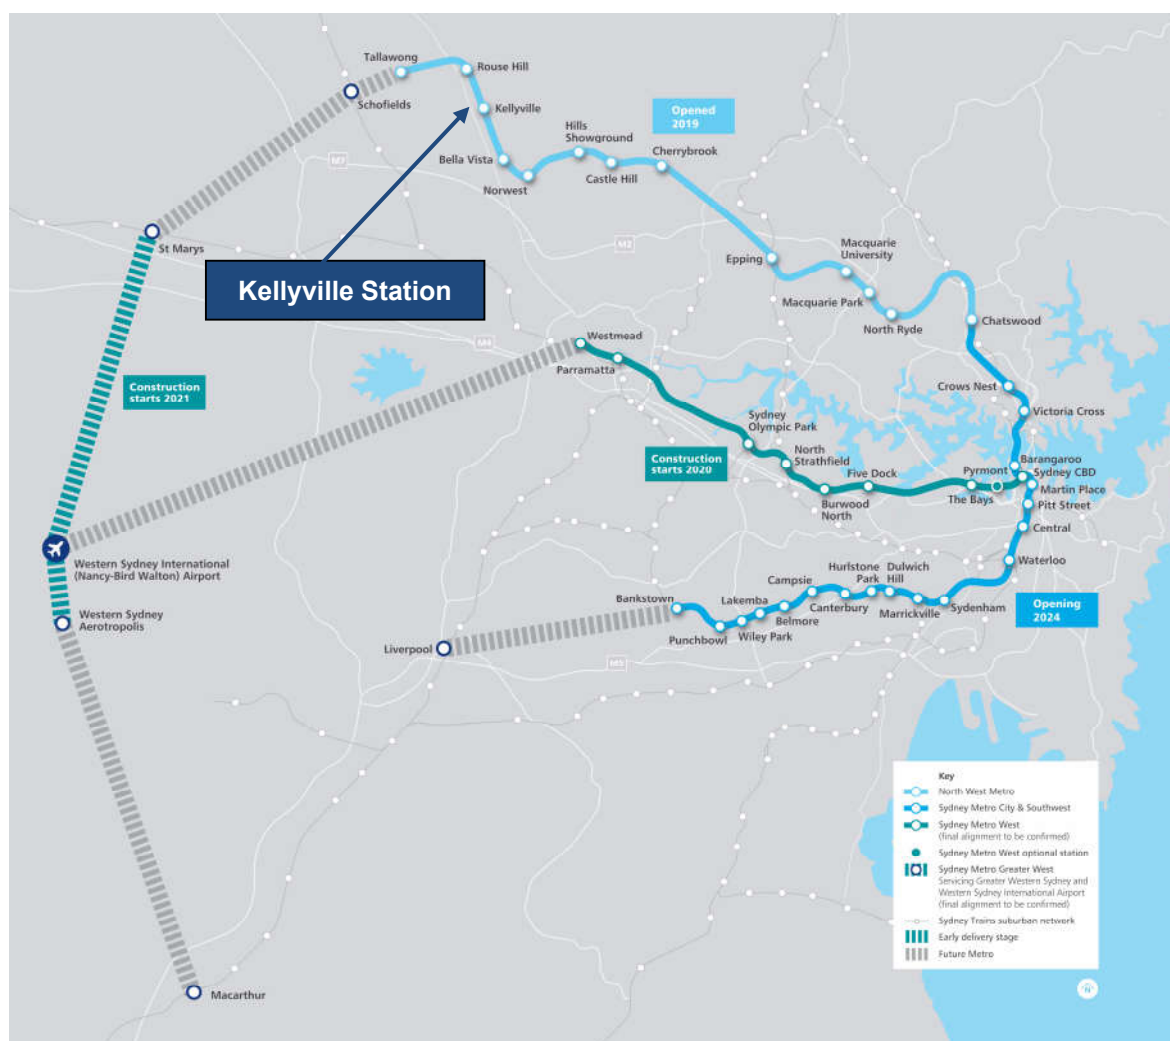 Tallawong
Rouse Hill
Schofields
Kellyville
Opened
2019
Hills
Showground
Cherrybrook
M7
Bella Vista
Castle Hill
Norwest
St Marys
M2
Macquarie
University
Epping
Kellyville Station
Macquarie Park
North Ryde
Chatswood
Westmead
M4
Parramatta
Construction
starts 2021
Crows Nest
Victoria Cross
Sydney
Olympic Park
North
Strathfield
Construction
starts 2020
Five Dock
Pyrmont
Barangaroo
Sydney CBD
Martin Place
The Bays
Pitt Street
Burwood
North
Central
Western Sydney International
(Nancy-Bird Walton) Airport
Waterloo
Hurlstone
Park
Dulwich
Hill
Campsie
Bankstown
Lakemba
Canterbury
Sydenham
Marrickville
Belmore
Wiley Park
Punchbowl
Opening
2024
Western Sydney
Aerotropolis
Liverpool
M5
Macarthur
Key
North West Metro
Sydney Metro City & Southwest
Sydney Metro West
(final alignment to be confirmed)
Sydney Metro West optional station
Sydney Metro Greater West
Servicing Greater Western Sydney and
Western Sydney International Airport
(final alignment to be confirmed)
Sydney Trains suburban network
Early delivery stage
Future Metro
N